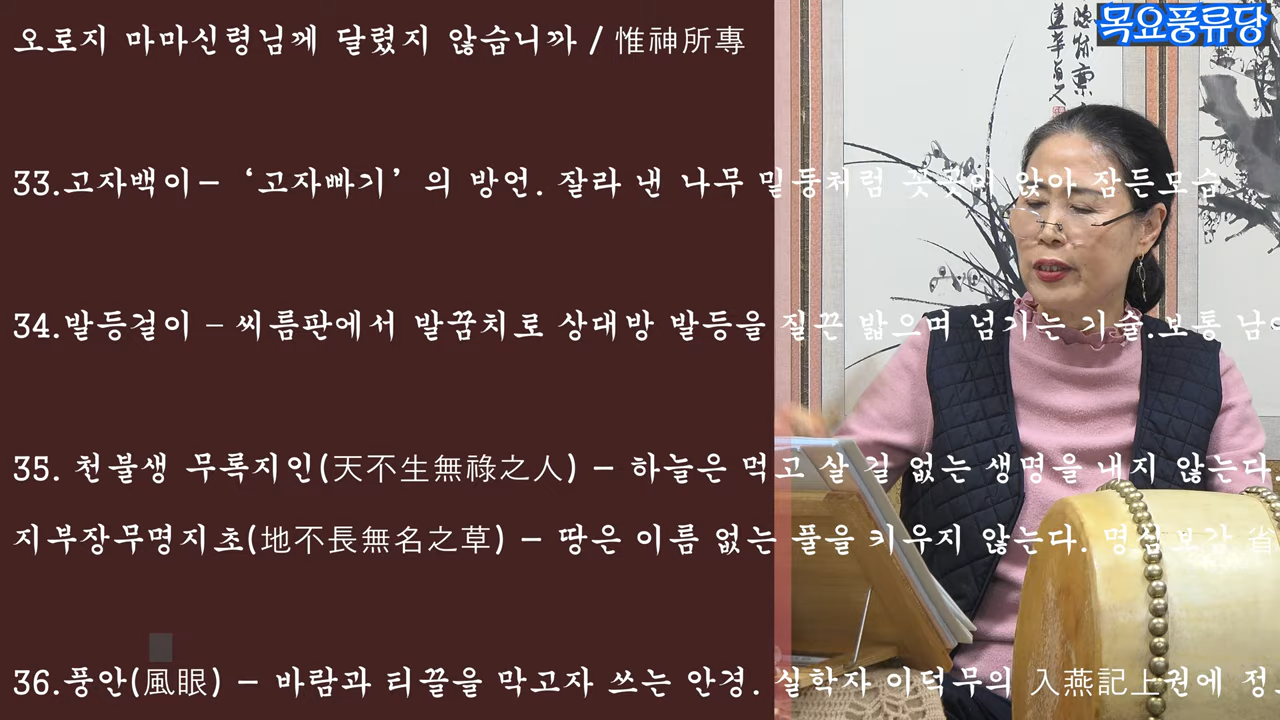 오로지 마마신령님께 달렸지 않습니까 / 惟神所專
목요풍류당
33.고자백이– ‘고자빠기’ 의 방언. 잘라 낸 나무 밑둥처럼 꼿꼿이 앉아 잠든모습
34.발등걸이 – 씨름판에서 발꿈치로 상대방 발등을 질끈 밟으며 넘기는 기술.보통 남
35. 천불생 무록지인(天不生無祿之人) – 하늘은 먹고 살 길 없는 생명을 내지 않는다
지부장무명지초(地不長無名之草) – 땅은 이름 없는 풀을 키우지 않는다. 명심보감 省
36.풍안(風眼) – 바람과 티끌을 막고자 쓰는 안경. 실학자 이덕무의 入燕記上권에 정